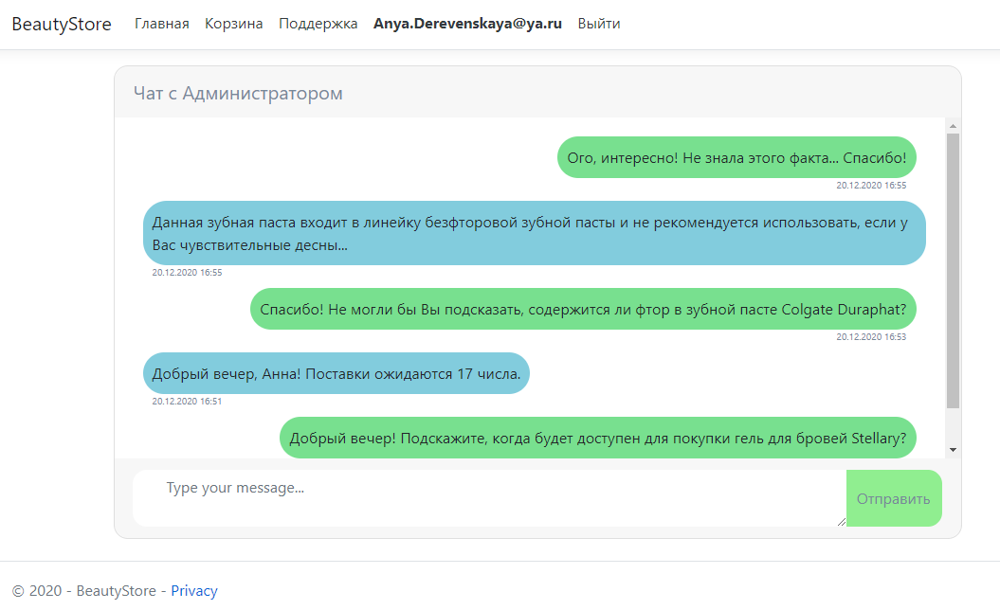 BeautyStore Главная Корзина Поддержка Anya.Derevenskaya@ya.ru Выйти
Чат с Администратором
Ого, интересно! Не знала этого факта... Спасибо!
20.12.2020 16:55
Данная зубная паста входит в линейку безфторовой зубной пасты и не рекомендуется использовать, если у
Вас чувствительные десны...
20.12.2020 16:55
Спасибо! Не могли бы Вы подсказать, содержится ли фтор в зубной пасте Colgate Duraphat?
20.12.2020 16:53
Добрый вечер, Анна! Поставки ожидаются 17 числа.
20.12.2020 16:51
Добрый вечер! Подскажите, когда будет доступен для покупки гель для бровей Stellary?
Type your message...
Отправить
© 2020 - BeautyStore - Privacy